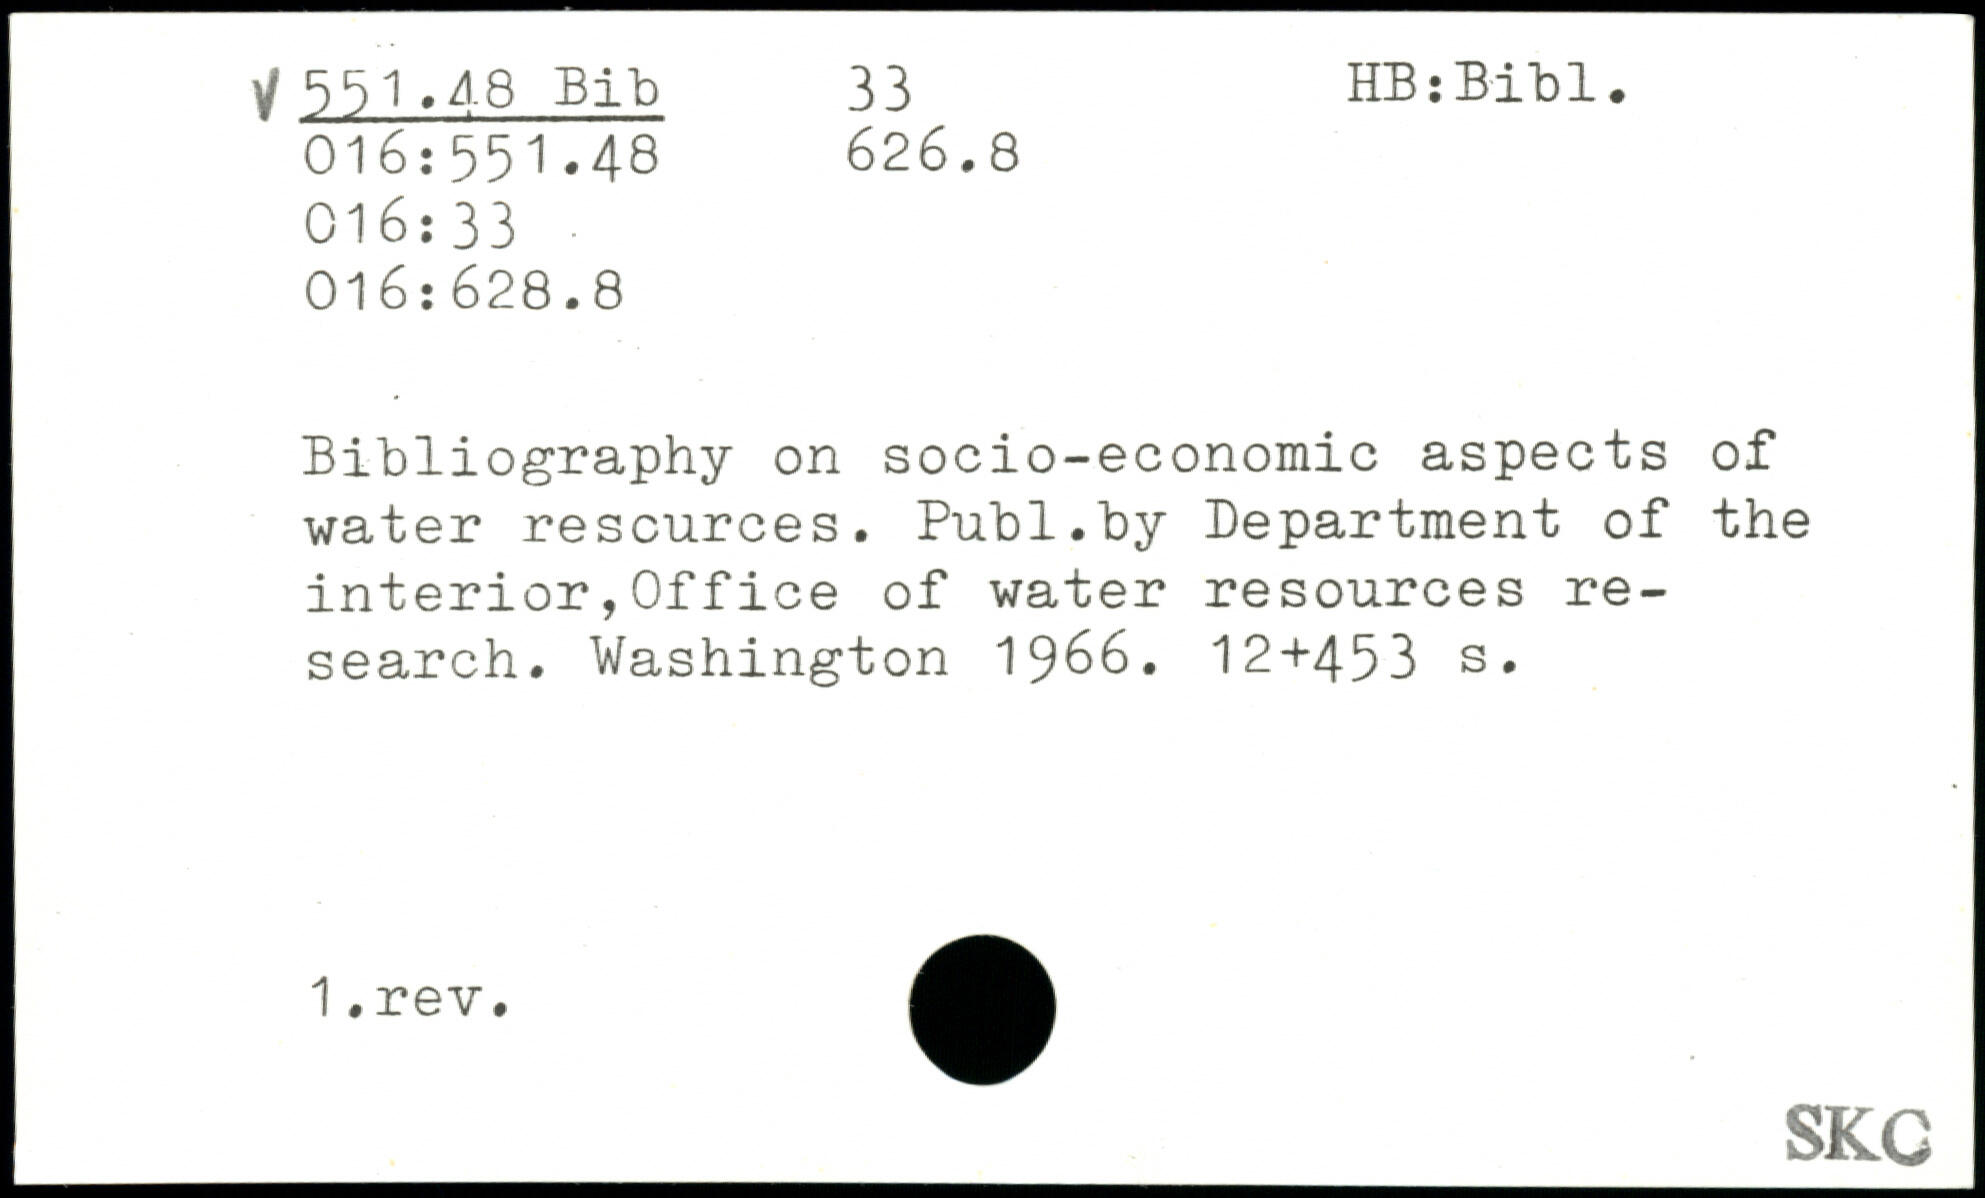 V 551.48 Bib 33 HB:Bibl.
016:551.48 626.8
016:33
016:628.8
Bibliography on socio-economic aspects of
water rescurces. Publ.by Department of the
interior,Office of water resources re-
search. Washington 1966. 12+453 s.
1.rev.
SKC